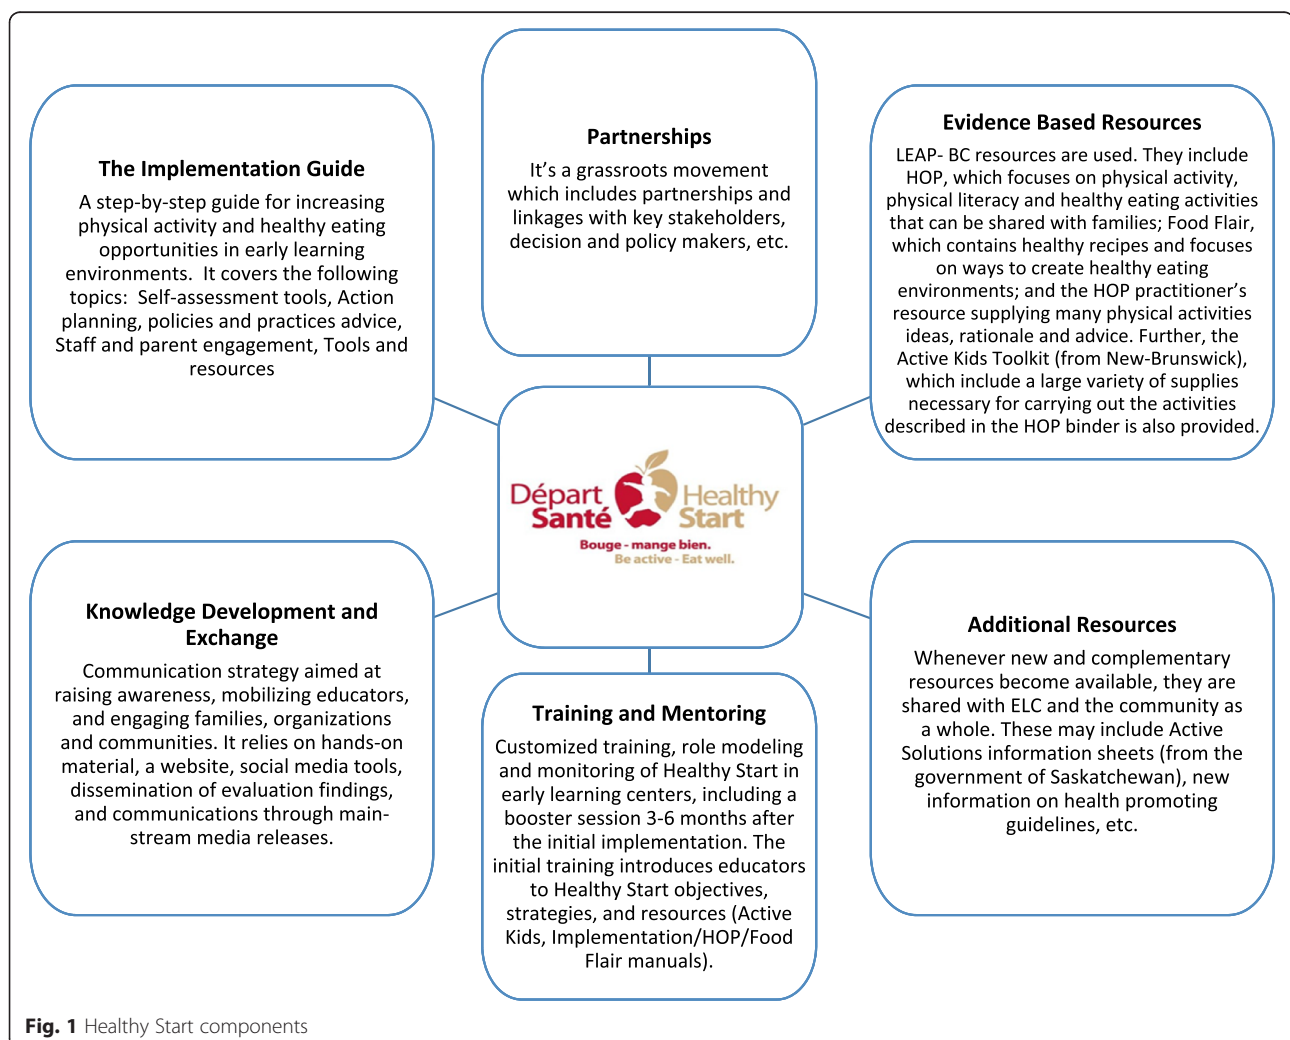 Partnerships
It’s a grassroots movement
which includes partnerships and
linkages with key stakeholders,
decision and policy makers, etc.
The Implementation Guide
A step-by-step guide for increasing
physical activity and healthy eating
opportunities in early learning
environments.  It covers the following
topics:  Self-assessment tools, Action
planning, policies and practices advice,
Staff and parent engagement, Tools and
resources
Evidence Based Resources
LEAP- BC resources are used. They include
HOP, which focuses on physical activity,
physical literacy and healthy eating activities
that can be shared with families; Food Flair,
which contains healthy recipes and focuses
on ways to create healthy eating
environments; and the HOP practitioner’s
resource supplying many physical activities
ideas, rationale and advice. Further, the
Active Kids Toolkit (from New-Brunswick),
which include a large variety of supplies
necessary for carrying out the activities
described in the HOP binder is also provided.
Départ Healthy
Santé Start
Bouge - mange bien.
Be active - Eat well.
Knowledge Development and
Exchange
Communication strategy aimed at
raising awareness, mobilizing educators,
and engaging families, organizations
and communities. It relies on hands-on
material, a website, social media tools,
dissemination of evaluation findings,
and communications through main-
stream media releases.
Training and Mentoring
Customized training, role modeling
and monitoring of Healthy Start in
early learning centers, including a
booster session 3-6 months after
the initial implementation. The
initial training introduces educators
to Healthy Start objectives,
strategies, and resources (Active
Kids, Implementation/HOP/Food
Flair manuals).
Additional Resources
Whenever new and complementary
resources become available, they are
shared with ELC and the community as
a whole. These may include Active
Solutions information sheets (from the
government of Saskatchewan), new
information on health promoting
guidelines, etc.
Fig. 1 Healthy Start components